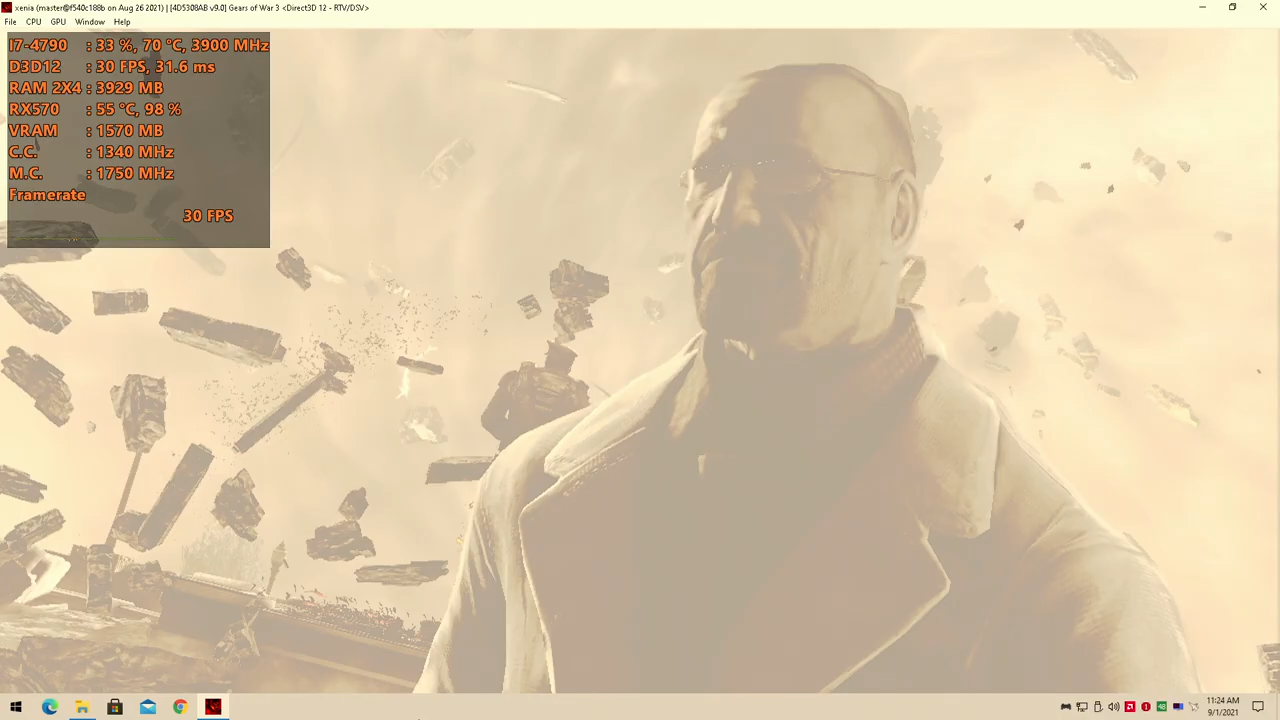 xenia (master@f540c188b on Aug 26 2021) | [4D5308AB v9.0] Gears of War 3 <Direct3D 12 - RTV/DSV>
File CPU GPU Window Help
I7-4790 : 33 %, 70 °C, 3900 MHz
D3D12 : 30 FPS, 31.6 ms
RAM 2X4 : 3929 MB
RX570 : 55 °C, 98 %
VRAM : 1570 MB
C.C. : 1340 MHz
M.C. : 1750 MHz
Framerate
30 FPS
11:24 AM
9/1/2021